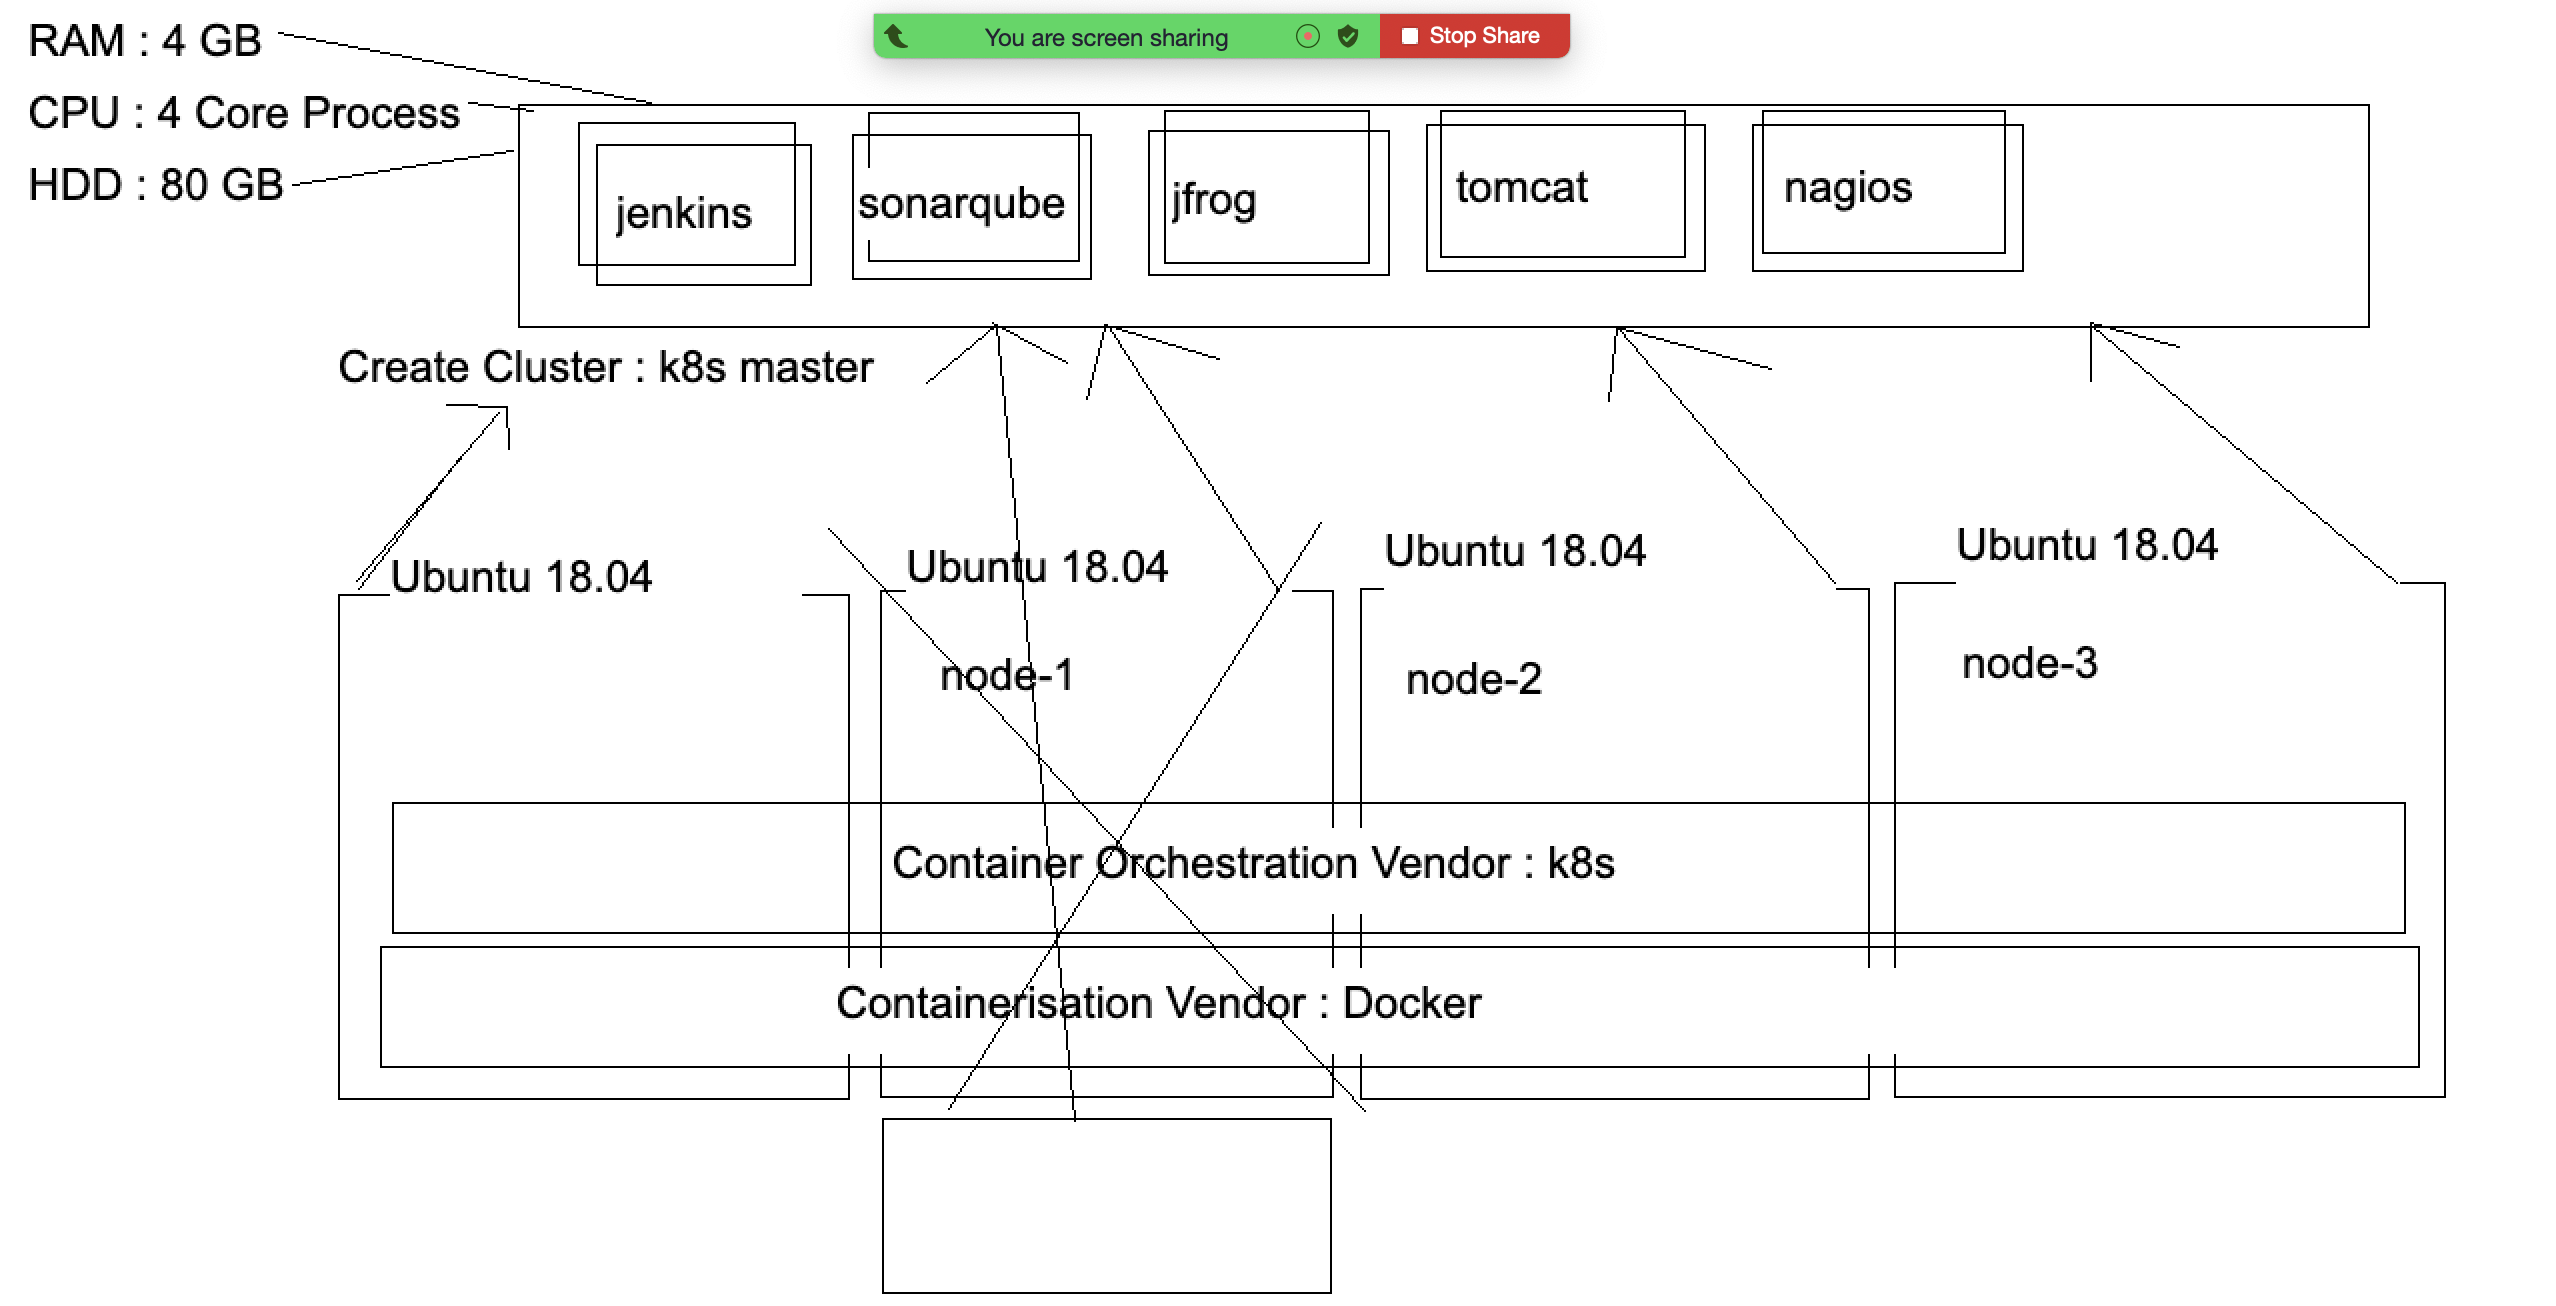 You are screen sharing
Stop Share
RAM : 4 GB
CPU : 4 Core Process
HDD : 80 GB
jenkins
sonarqube
jfrog
tomcat
nagios
Create Cluster : k8s master
Ubuntu 18.04
Ubuntu 18.04
Ubuntu 18.04
Ubuntu 18.04
node-1
node-2
node-3
Container Orchestration Vendor : k8s
Containerisation Vendor : Docker